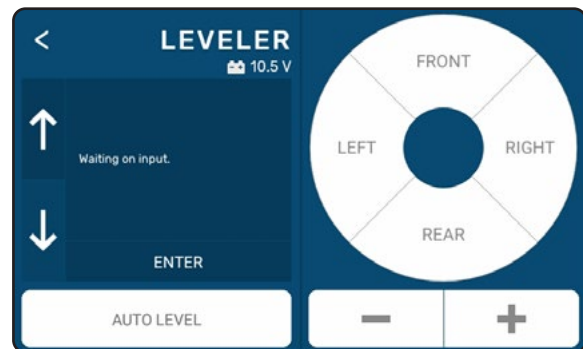 <
LEVELER
10.5 V
Waiting on input.
ENTER
AUTO LEVEL
FRONT
LEFT
RIGHT
REAR
− +